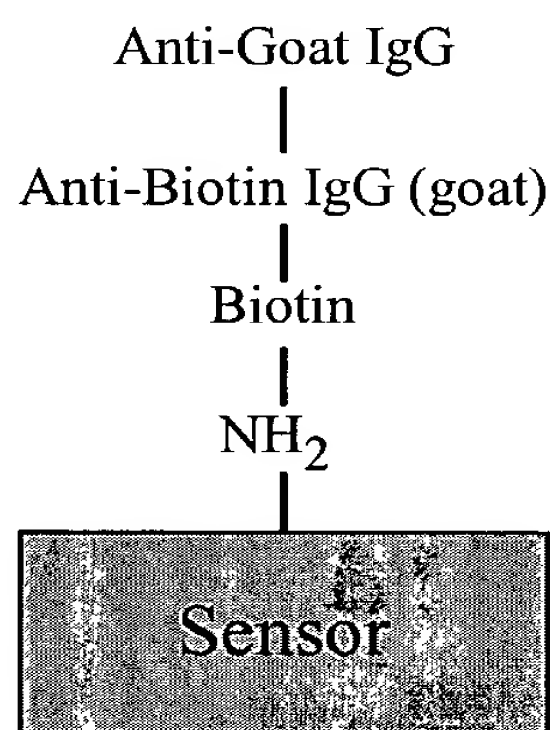 Anti-Goat IgG
Anti-Biotin IgG (goat)
Biotin
NH₂
Sensor